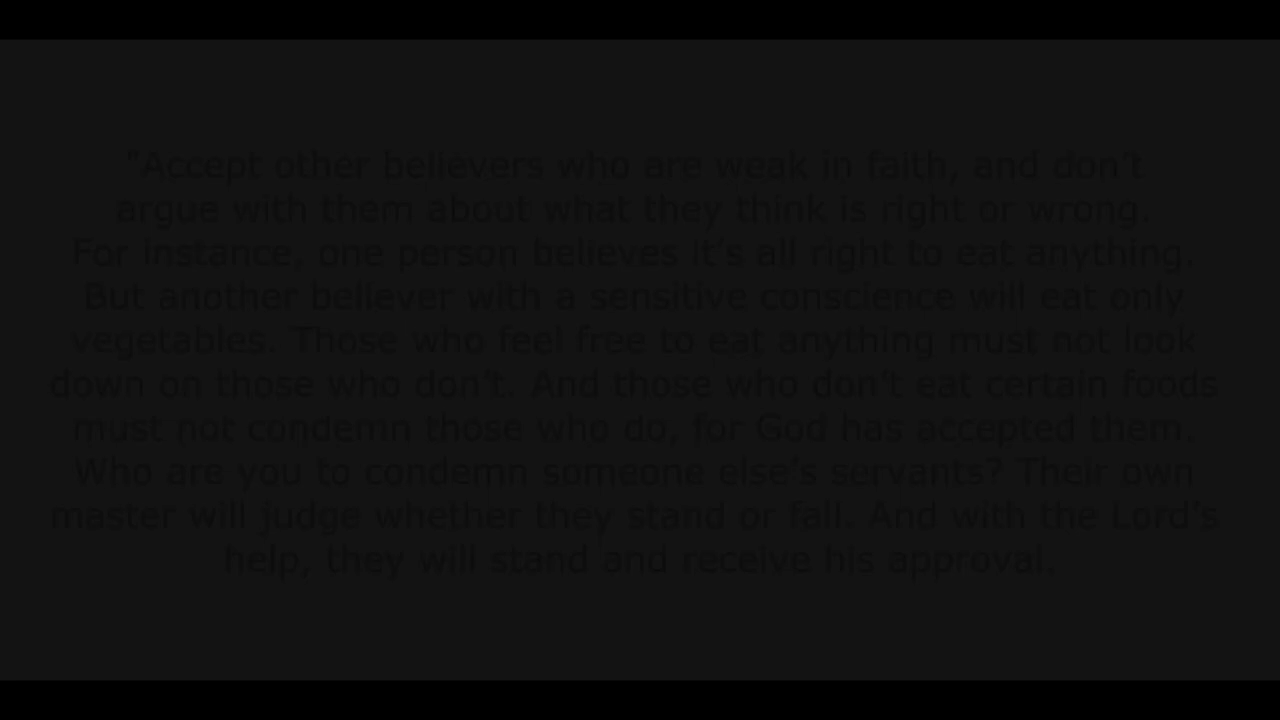 "Accept other believers who are weak in faith, and don't
argue with them about what they think is right or wrong.
For instance, one person believes it's all right to eat anything.
But another believer with a sensitive conscience will eat only
vegetables. Those who feel free to eat anything must not look
down on those who don't. And those who don't eat certain foods
must not condemn those who do, for God has accepted them.
Who are you to condemn someone else's servants? Their own
master will judge whether they stand or fall. And with the Lord's
help, they will stand and receive his approval.